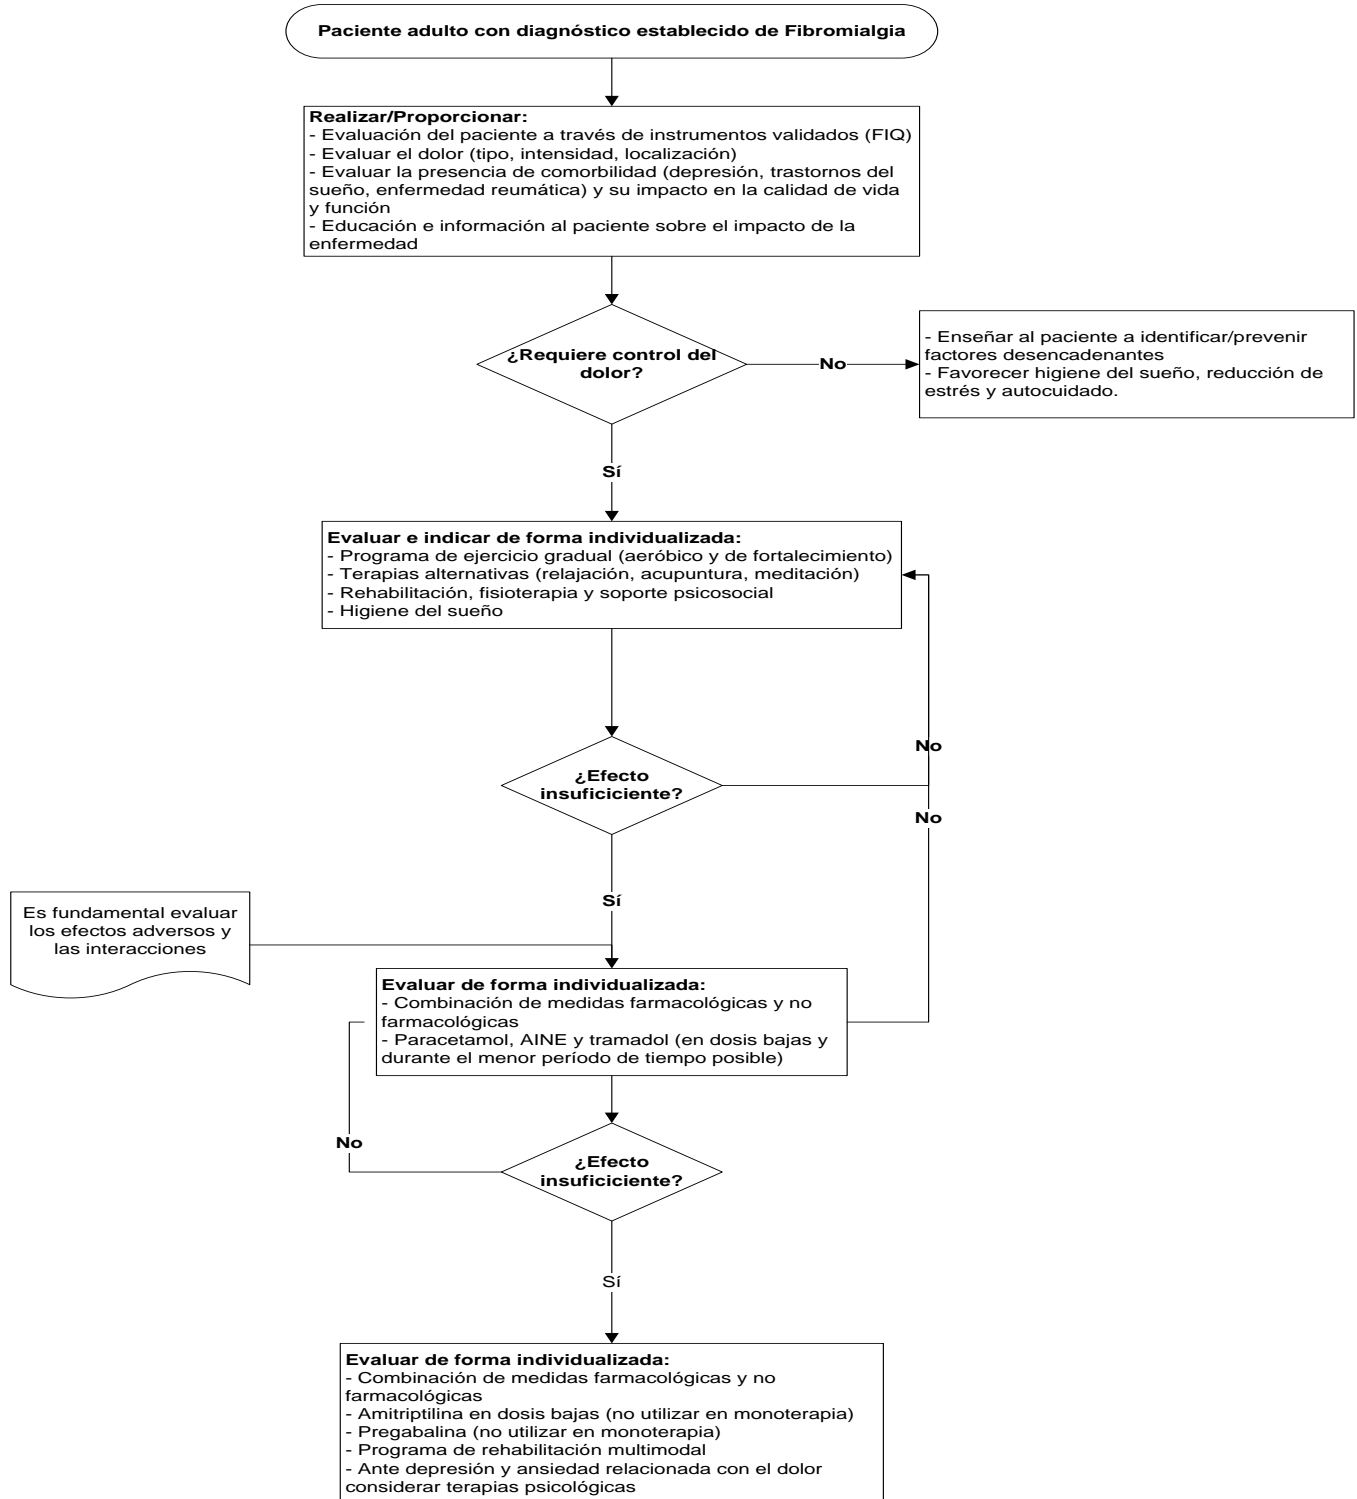 Paciente adulto con diagnóstico establecido de Fibromialgia
Realizar/Proporcionar:
- Evaluación del paciente a través de instrumentos validados (FIQ)
- Evaluar el dolor (tipo, intensidad, localización)
- Evaluar la presencia de comorbilidad (depresión, trastornos del
sueño, enfermedad reumática) y su impacto en la calidad de vida
y función
- Educación e información al paciente sobre el impacto de la
enfermedad
¿Requiere control del
dolor?
No
- Enseñar al paciente a identificar/prevenir
factores desencadenantes
- Favorecer higiene del sueño, reducción de
estrés y autocuidado.
Sí
Evaluar e indicar de forma individualizada:
- Programa de ejercicio gradual (aeróbico y de fortalecimiento)
- Terapias alternativas (relajación, acupuntura, meditación)
- Rehabilitación, fisioterapia y soporte psicosocial
- Higiene del sueño
No
¿Efecto
insuficiciente?
No
Sí
Es fundamental evaluar
los efectos adversos y
las interacciones
Evaluar de forma individualizada:
- Combinación de medidas farmacológicas y no
farmacológicas
- Paracetamol, AINE y tramadol (en dosis bajas y
durante el menor período de tiempo posible)
No
¿Efecto
insuficiciente?
Sí
Evaluar de forma individualizada:
- Combinación de medidas farmacológicas y no
farmacológicas
- Amitriptilina en dosis bajas (no utilizar en monoterapia)
- Pregabalina (no utilizar en monoterapia)
- Programa de rehabilitación multimodal
- Ante depresión y ansiedad relacionada con el dolor
considerar terapias psicológicas